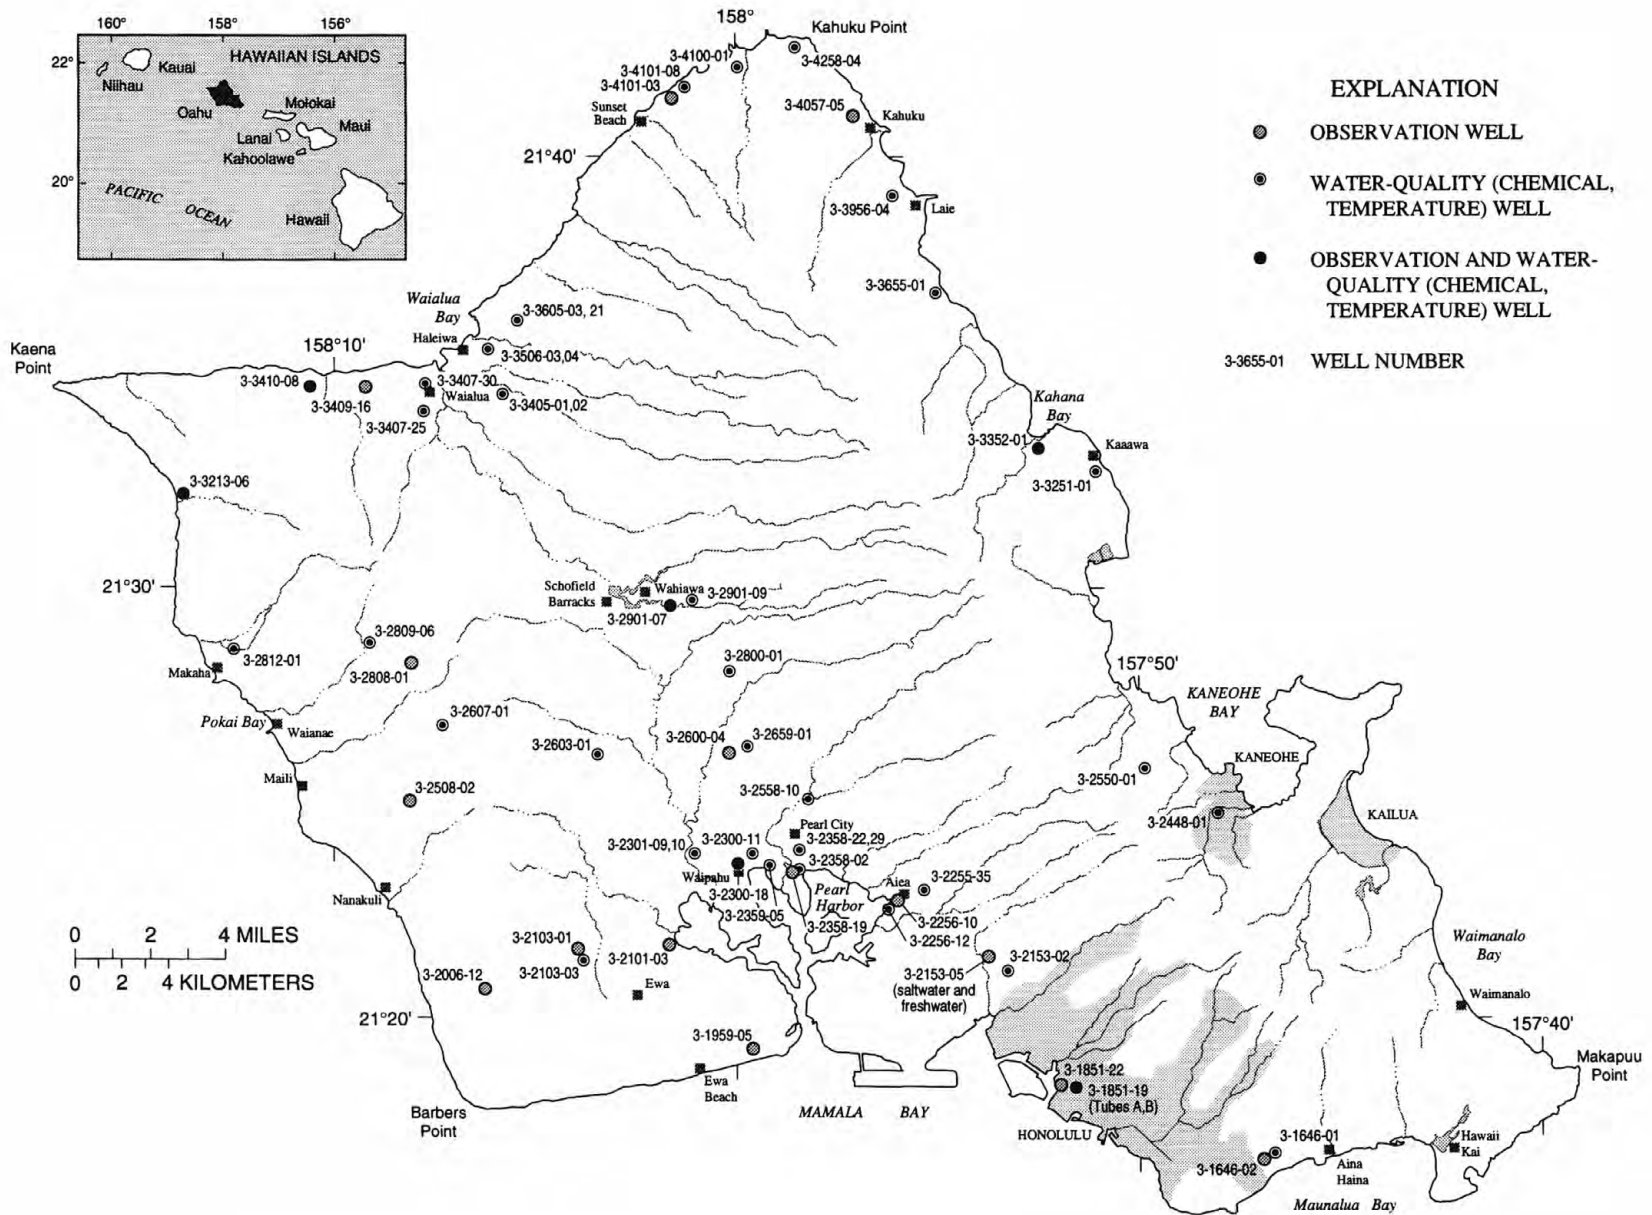 160°
158°
156°
22°
20°
HAWAIIAN ISLANDS
Kauai
Niihau
Oahu
Molokai
Lanai
Maui
Kahoolawe
Hawaii
PACIFIC OCEAN
158°
Kahuku Point
3-4100-01
3-4258-04
3-4101-08
3-4101-03
Sunset
Beach
3-4057-05
Kahuku
21°40'
3-3956-04
Laie
3-3655-01
Waialua
Bay
3-3605-03, 21
Haleiwa
3-3506-03,04
Kaena
Point
158°10'
3-3410-08
3-3409-16
3-3407-30
Waialua
3-3405-01,02
3-3407-25
Kahana
Bay
3-3352-01
Kaaawa
3-3251-01
3-3213-06
21°30'
Schofield
Barracks
Wahiawa
3-2901-09
3-2901-07
3-2809-06
3-2812-01
Makaha
3-2808-01
3-2800-01
157°50'
KANEOHE
BAY
Pokai Bay
Waianae
3-2607-01
3-2603-01
3-2600-04
3-2659-01
KANEOHE
3-2550-01
Maili
3-2508-02
3-2558-10
3-2448-01
KAILUA
Pearl City
3-2301-09,10
3-2300-11
3-2358-22,29
3-2358-02
Waipahu
3-2300-18
3-2359-05
Pearl
Harbor
3-2358-19
Aiea
3-2255-35
3-2256-10
3-2256-12
Nanakuli
0 2 4 MILES
0 2 4 KILOMETERS
3-2103-01
3-2103-03
3-2101-03
3-2006-12
Ewa
3-2153-02
3-2153-05
(saltwater and
freshwater)
Waimanalo
Bay
Waimanalo
21°20'
157°40'
3-1959-05
Ewa
Beach
Makapuu
Point
3-1851-22
3-1851-19
(Tubes A,B)
Barbers
Point
MAMALA BAY
HONOLULU
3-1646-01
3-1646-02
Aina
Haina
Hawaii
Kai
Maunalua Bay
EXPLANATION
OBSERVATION WELL
WATER-QUALITY (CHEMICAL,
TEMPERATURE) WELL
OBSERVATION AND WATER-
QUALITY (CHEMICAL,
TEMPERATURE) WELL
3-3655-01 WELL NUMBER